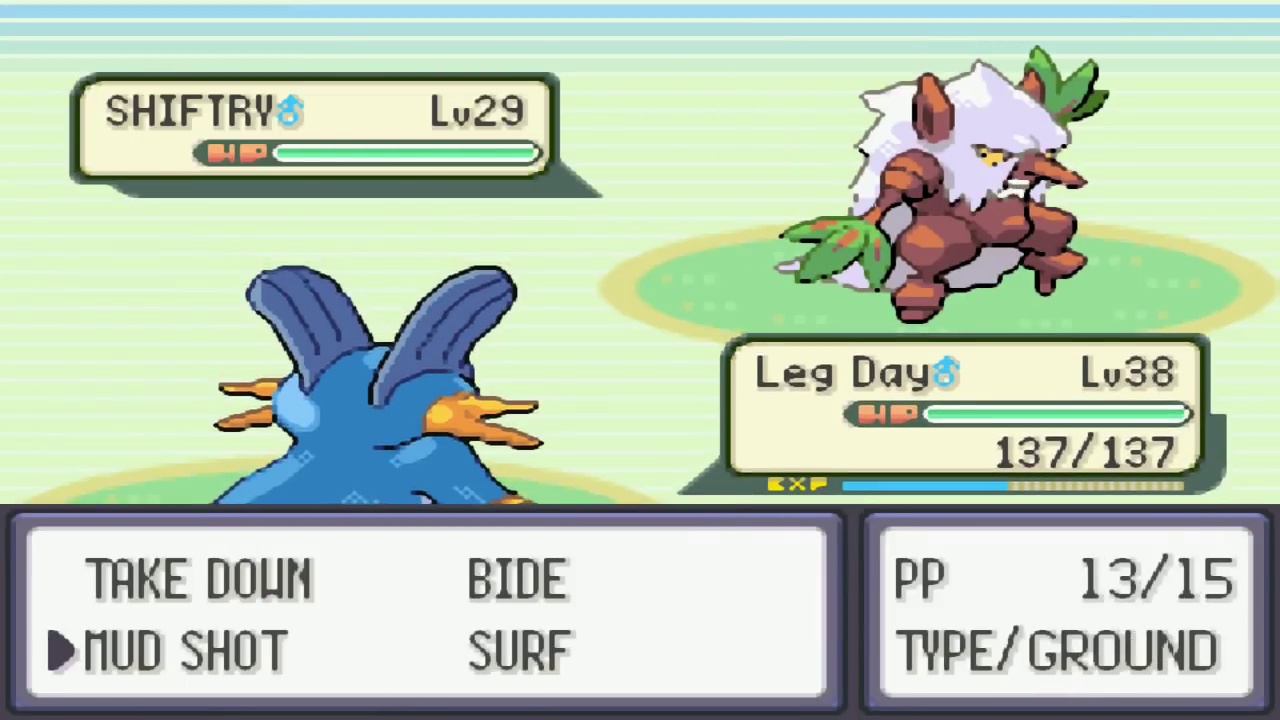 SHIFTRY♂ Lv29
HP
Leg Day♂ Lv38
HP
137/137
EXP
TAKE DOWN BIDE
▶MUD SHOT SURF
PP 13/15
TYPE/GROUND